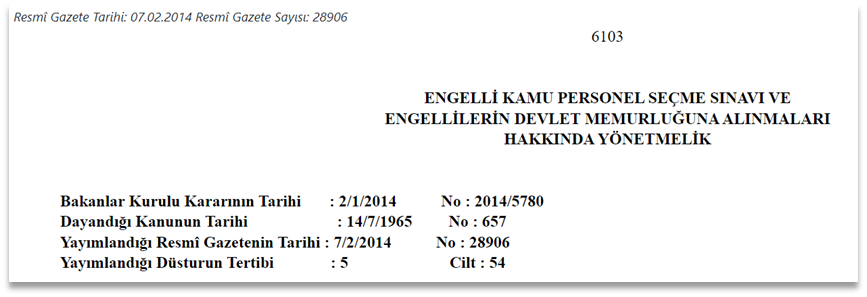 Resmî Gazete Tarihi: 07.02.2014 Resmî Gazete Sayısı: 28906
6103
ENGELLİ KAMU PERSONEL SEÇME SINAVI VE
ENGELLİLERİN DEVLET MEMURLUĞUNA ALINMALARI
HAKKINDA YÖNETMELİK
Bakanlar Kurulu Kararının Tarihi : 2/1/2014 No : 2014/5780
Dayandığı Kanunun Tarihi : 14/7/1965 No : 657
Yayımlandığı Resmî Gazetenin Tarihi : 7/2/2014 No : 28906
Yayımlandığı Düsturun Tertibi : 5 Cilt : 54